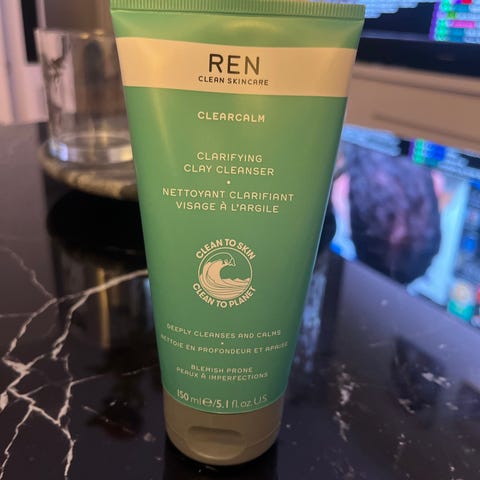 REN
CLEAN SKINCARE
CLEARCALM
CLARIFYING
CLAY CLEANSER
•
NETTOYANT CLARIFIANT
VISAGE À L'ARGILE
CLEAN TO SKIN
CLEAN TO PLANET
DEEPLY CLEANSES AND CALMS
•
NETTOIE EN PROFONDEUR ET APAISE
BLEMISH PRONE
PEAUX À IMPERFECTIONS
150 ml℮/5.1 fl. oz. U.S.